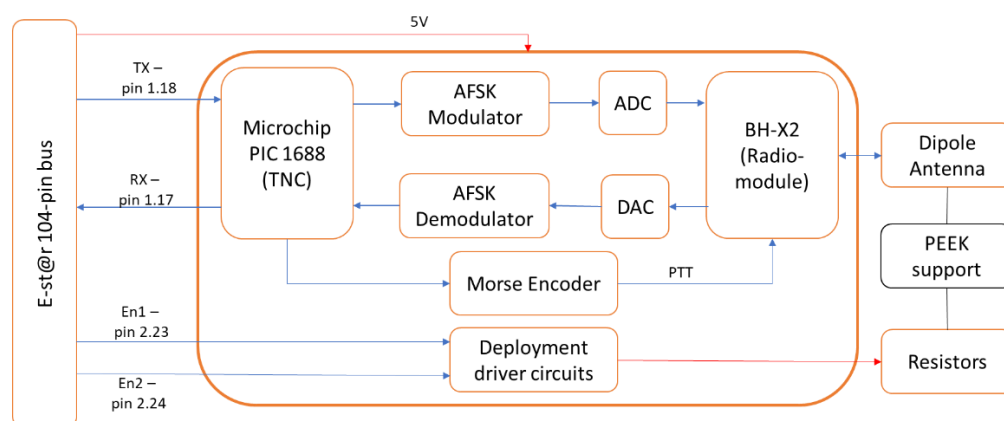 5V
TX –
pin 1.18
RX –
pin 1.17
En1 –
pin 2.23
En2 –
pin 2.24
E-st@r 104-pin bus
Microchip
PIC 1688
(TNC)
AFSK
Modulator
ADC
AFSK
Demodulator
DAC
BH-X2
(Radio-
module)
Morse Encoder
PTT
Deployment
driver circuits
Dipole
Antenna
PEEK
support
Resistors